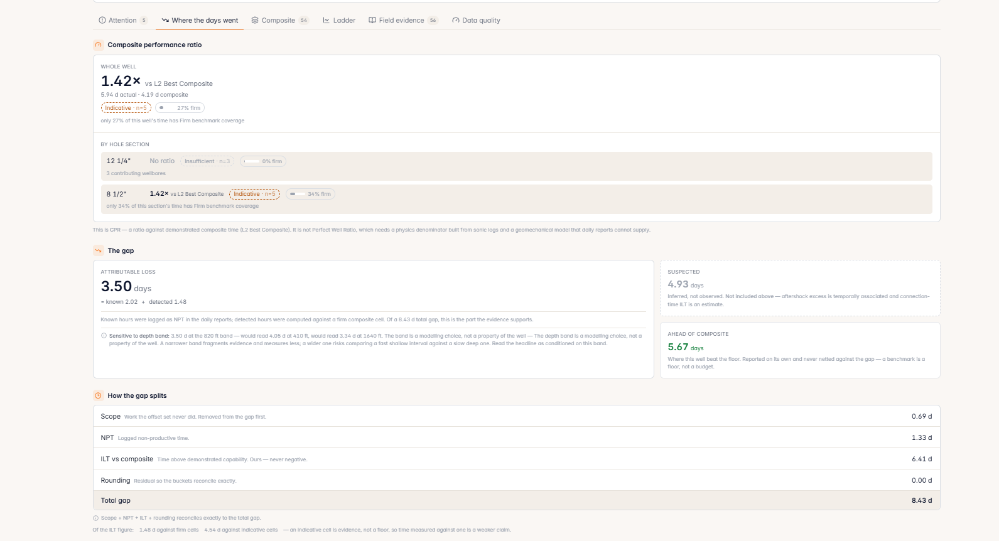 Attention 5 Where the days went Composite 54 Ladder Field evidence 56 Data quality
Composite performance ratio
WHOLE WELL
1.42× vs L2 Best Composite
5.94 d actual · 4.19 d composite
Indicative · n=5 27% firm
only 27% of this well's time has Firm benchmark coverage
BY HOLE SECTION
12 1/4" No ratio Insufficient · n=3 0% firm
3 contributing wellbores
8 1/2" 1.42× vs L2 Best Composite Indicative · n=5 34% firm
only 34% of this section's time has Firm benchmark coverage
This is CPR — a ratio against demonstrated composite time (L2 Best Composite). It is not Perfect Well Ratio, which needs a physics denominator built from sonic logs and a geomechanical model that daily reports cannot supply.
The gap
ATTRIBUTABLE LOSS
3.50 days
= known 2.02 + detected 1.48
Known hours were logged as NPT in the daily reports; detected hours were computed against a firm composite cell. Of a 8.43 d total gap, this is the part the evidence supports.
Sensitive to depth band: 3.50 d at the 820 ft band — would read 4.05 d at 410 ft, would read 3.34 d at 1640 ft. The band is a modelling choice, not a property of the well — The depth band is a modelling choice, not a
property of the well. A narrower band fragments evidence and measures less; a wider one risks comparing a fast shallow interval against a slow deep one. Read the headline as conditioned on this band.
SUSPECTED
4.93 days
Inferred, not observed. Not included above — aftershock excess is temporally associated and connection-
time ILT is an estimate.
AHEAD OF COMPOSITE
5.67 days
Where this well beat the floor. Reported on its own and never netted against the gap — a benchmark is a
floor, not a budget.
How the gap splits
Scope Work the offset set never did. Removed from the gap first. 0.69 d
NPT Logged non-productive time. 1.33 d
ILT vs composite Time above demonstrated capability. Ours — never negative. 6.41 d
Rounding Residual so the buckets reconcile exactly. 0.00 d
Total gap 8.43 d
Scope + NPT + ILT + rounding reconciles exactly to the total gap.
Of the ILT figure: 1.48 d against firm cells 4.54 d against indicative cells — an indicative cell is evidence, not a floor, so time measured against one is a weaker claim.